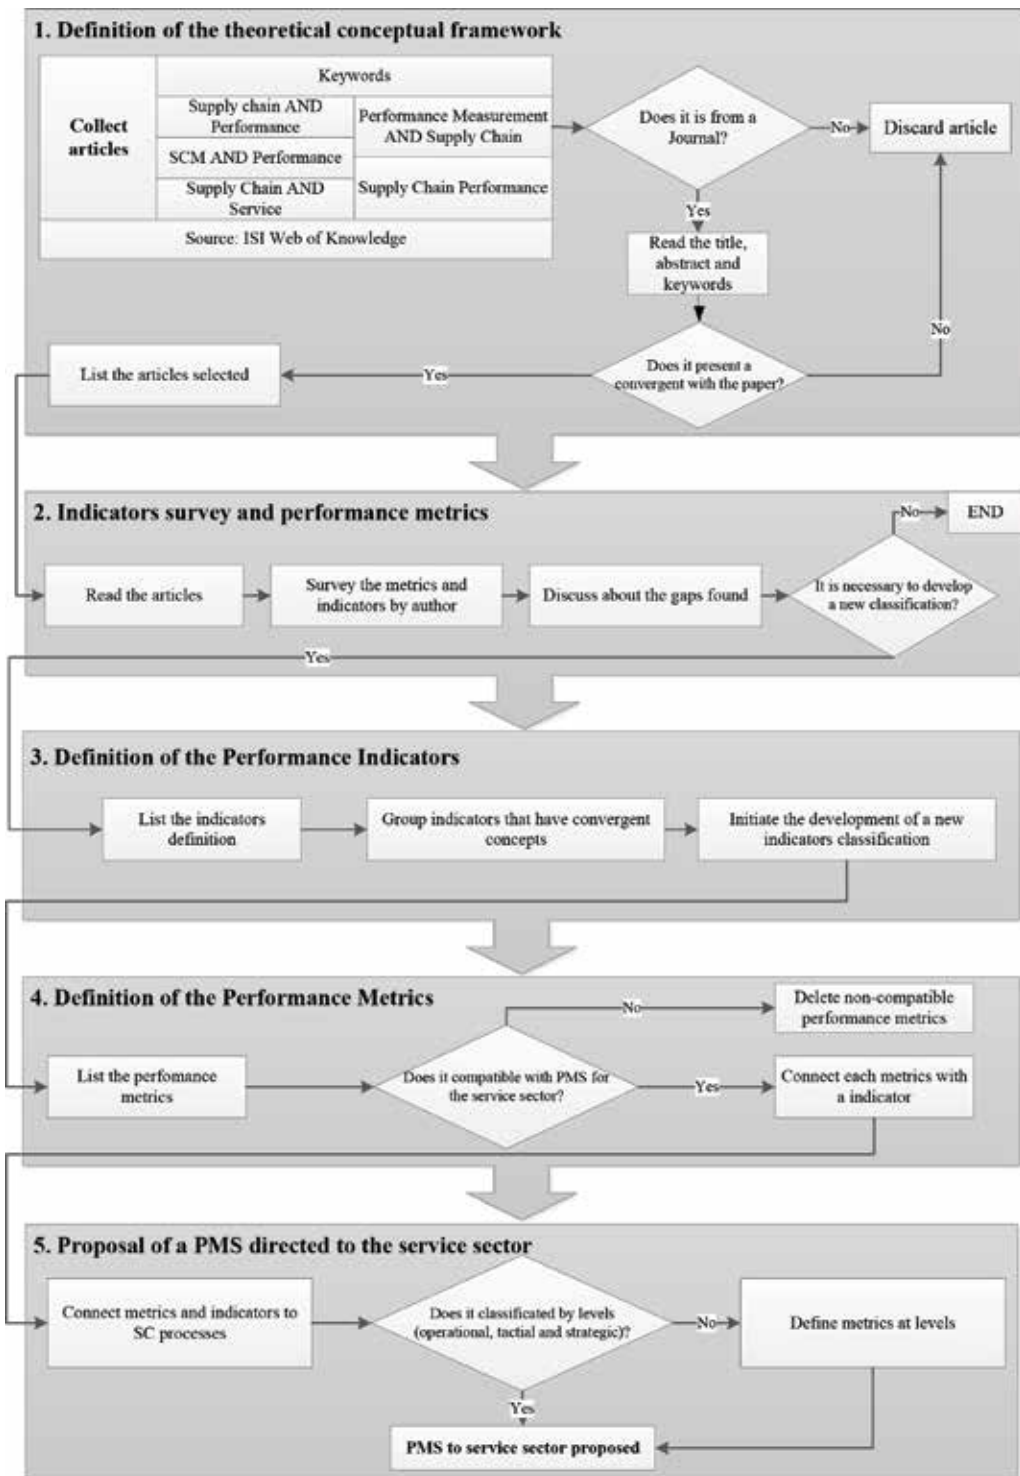 1. Definition of the theoretical conceptual framework
Collect
articles
Keywords
Supply chain AND
Performance
SCM AND Performance
Supply Chain AND
Service
Performance Measurement
AND Supply Chain
Supply Chain Performance
Source: ISI Web of Knowledge
Does it is from a
Journal?
No
Discard article
Yes
Read the title,
abstract and
keywords
No
Does it present a
convergent with the paper?
Yes
List the articles selected
2. Indicators survey and performance metrics
No
END
Read the articles
Survey the metrics and
indicators by author
Discuss about the gaps found
It is necessary to develop
a new classification?
Yes
3. Definition of the Performance Indicators
List the indicators
definition
Group indicators that have convergent
concepts
Initiate the development of a new
indicators classification
4. Definition of the Performance Metrics
No
Delete non-compatible
performance metrics
List the perfomance
metrics
Does it compatible with PMS for
the service sector?
Yes
Connect each metrics with
a indicator
5. Proposal of a PMS directed to the service sector
Connect metrics and indicators to
SC processes
Does it classificated by levels
(operational, tactial and strategic)?
No
Define metrics at levels
Yes
PMS to service sector proposed